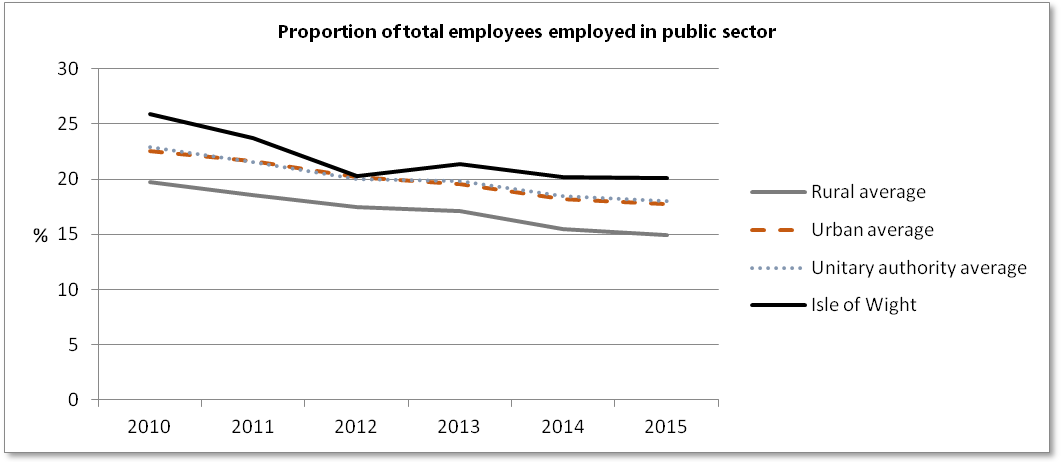 Proportion of total employees employed in public sector
30
25
20
15
10
5
0
%
2010 2011 2012 2013 2014 2015
Rural average
Urban average
Unitary authority average
Isle of Wight